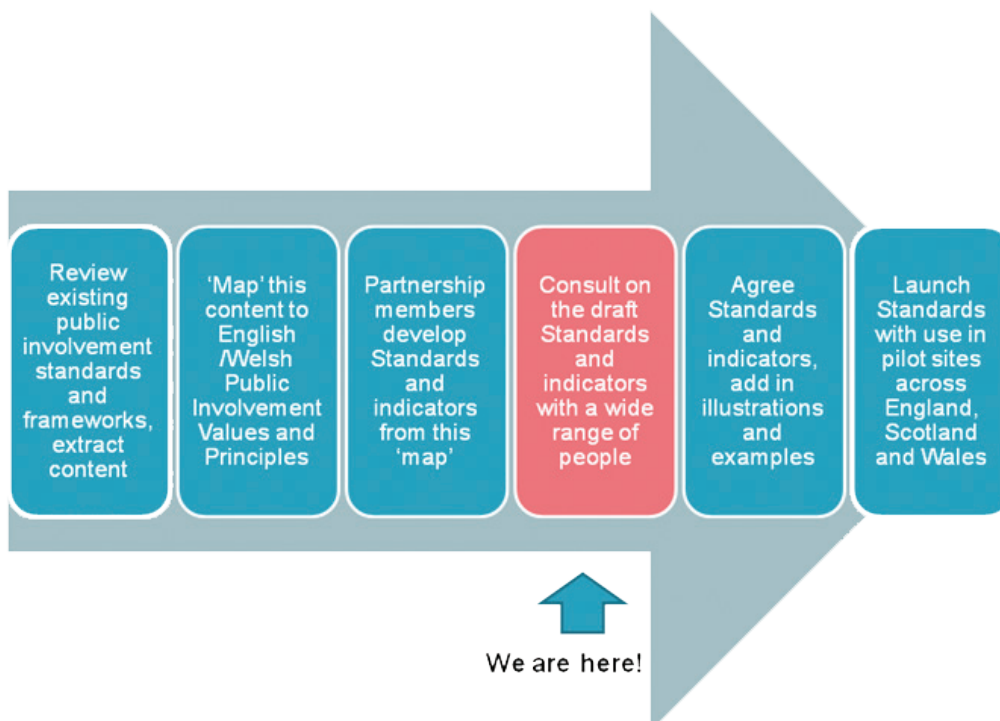 Review
existing
public
involvement
standards
and
frameworks,
extract
content
‘Map’ this
content to
English
/Welsh
Public
Involvement
Values and
Principles
Partnership
members
develop
Standards
and
indicators
from this
‘map’
Consult on
the draft
Standards
and
indicators
with a wide
range of
people
Agree
Standards
and
indicators,
add in
illustrations
and
examples
Launch
Standards
with use in
pilot sites
across
England,
Scotland
and Wales
We are here!